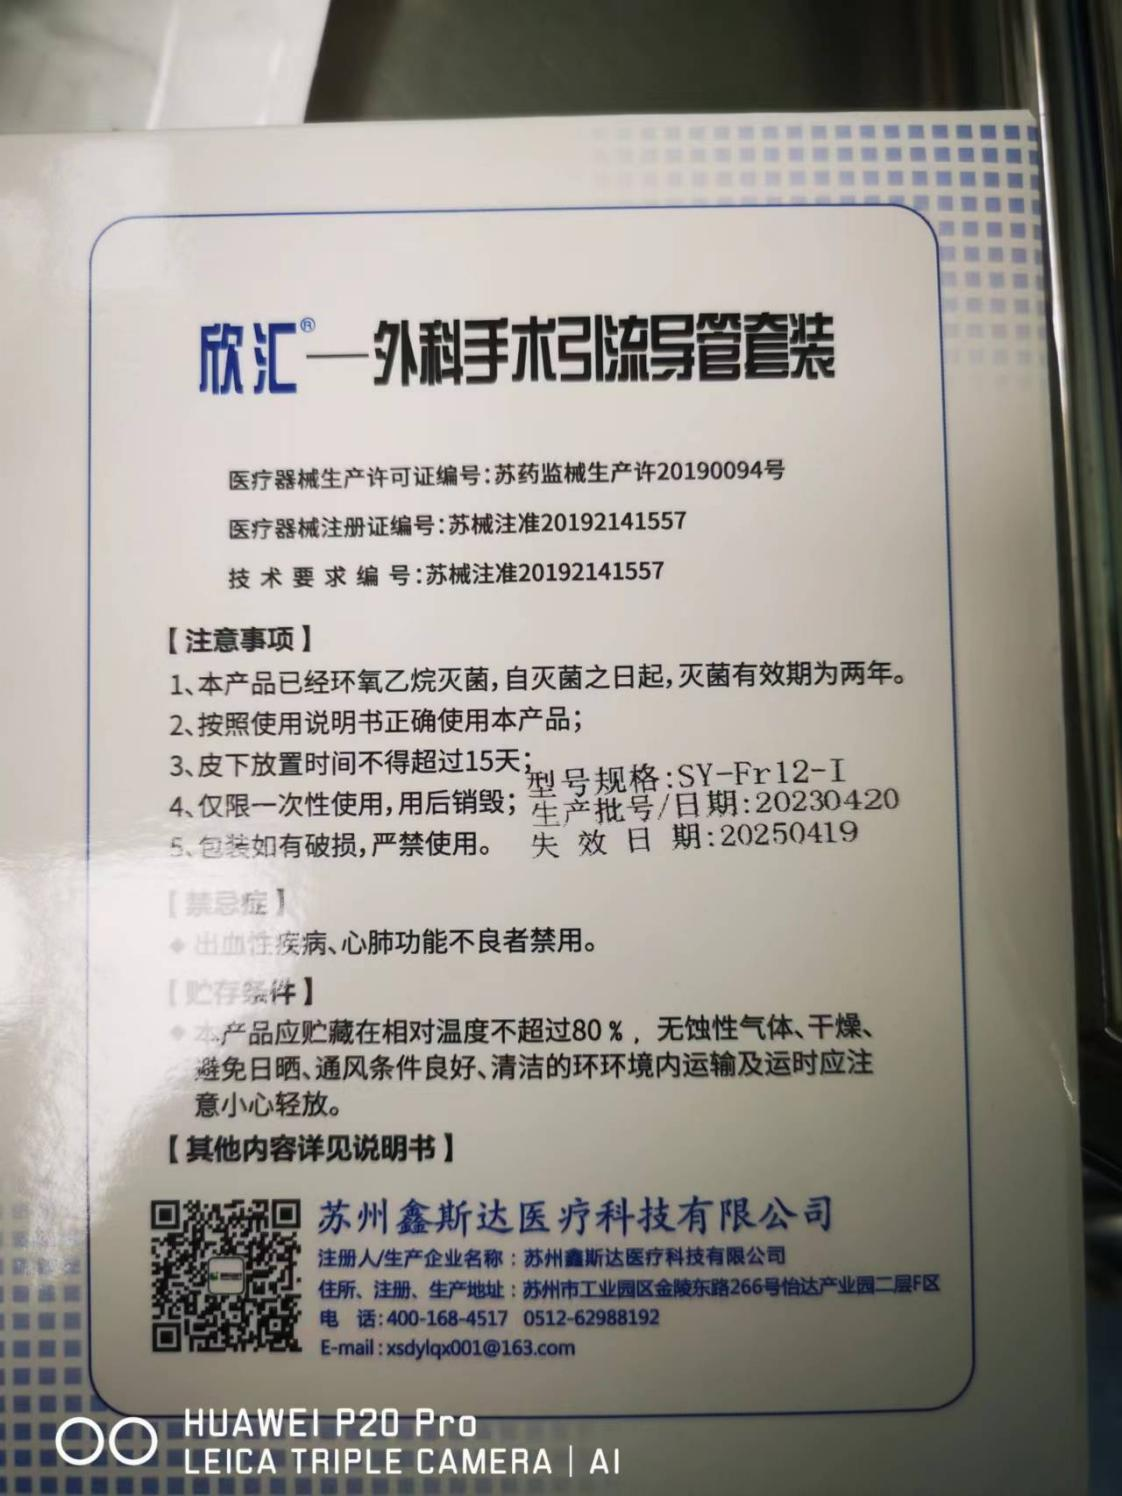 欣汇®—外科手术引流导管套装
医疗器械生产许可证编号:苏药监械生产许20190094号
医疗器械注册证编号:苏械注准20192141557
技术要求编号:苏械注准20192141557
【注意事项】
1、本产品已经环氧乙烷灭菌,自灭菌之日起,灭菌有效期为两年。
2、按照使用说明书正确使用本产品;
3、皮下放置时间不得超过15天;
型号规格:SY-Fr12-I
4、仅限一次性使用,用后销毁;
生产批号/日期:20230420
5、包装如有破损,严禁使用。
失效日期:20250419
【禁忌症】
◆ 出血性疾病、心肺功能不良者禁用。
【贮存条件】
◆ 本产品应贮藏在相对温度不超过80%，无蚀性气体、干燥、
避免日晒、通风条件良好、清洁的环环境内运输及运时应注
意小心轻放。
【其他内容详见说明书】
苏州鑫斯达医疗科技有限公司
注册人/生产企业名称：苏州鑫斯达医疗科技有限公司
住所、注册、生产地址：苏州市工业园区金陵东路266号怡达产业园二层F区
电 话:400-168-4517 0512-62988192
E-mail:xsdylqx001@163.com
HUAWEI P20 Pro
LEICA TRIPLE CAMERA | AI